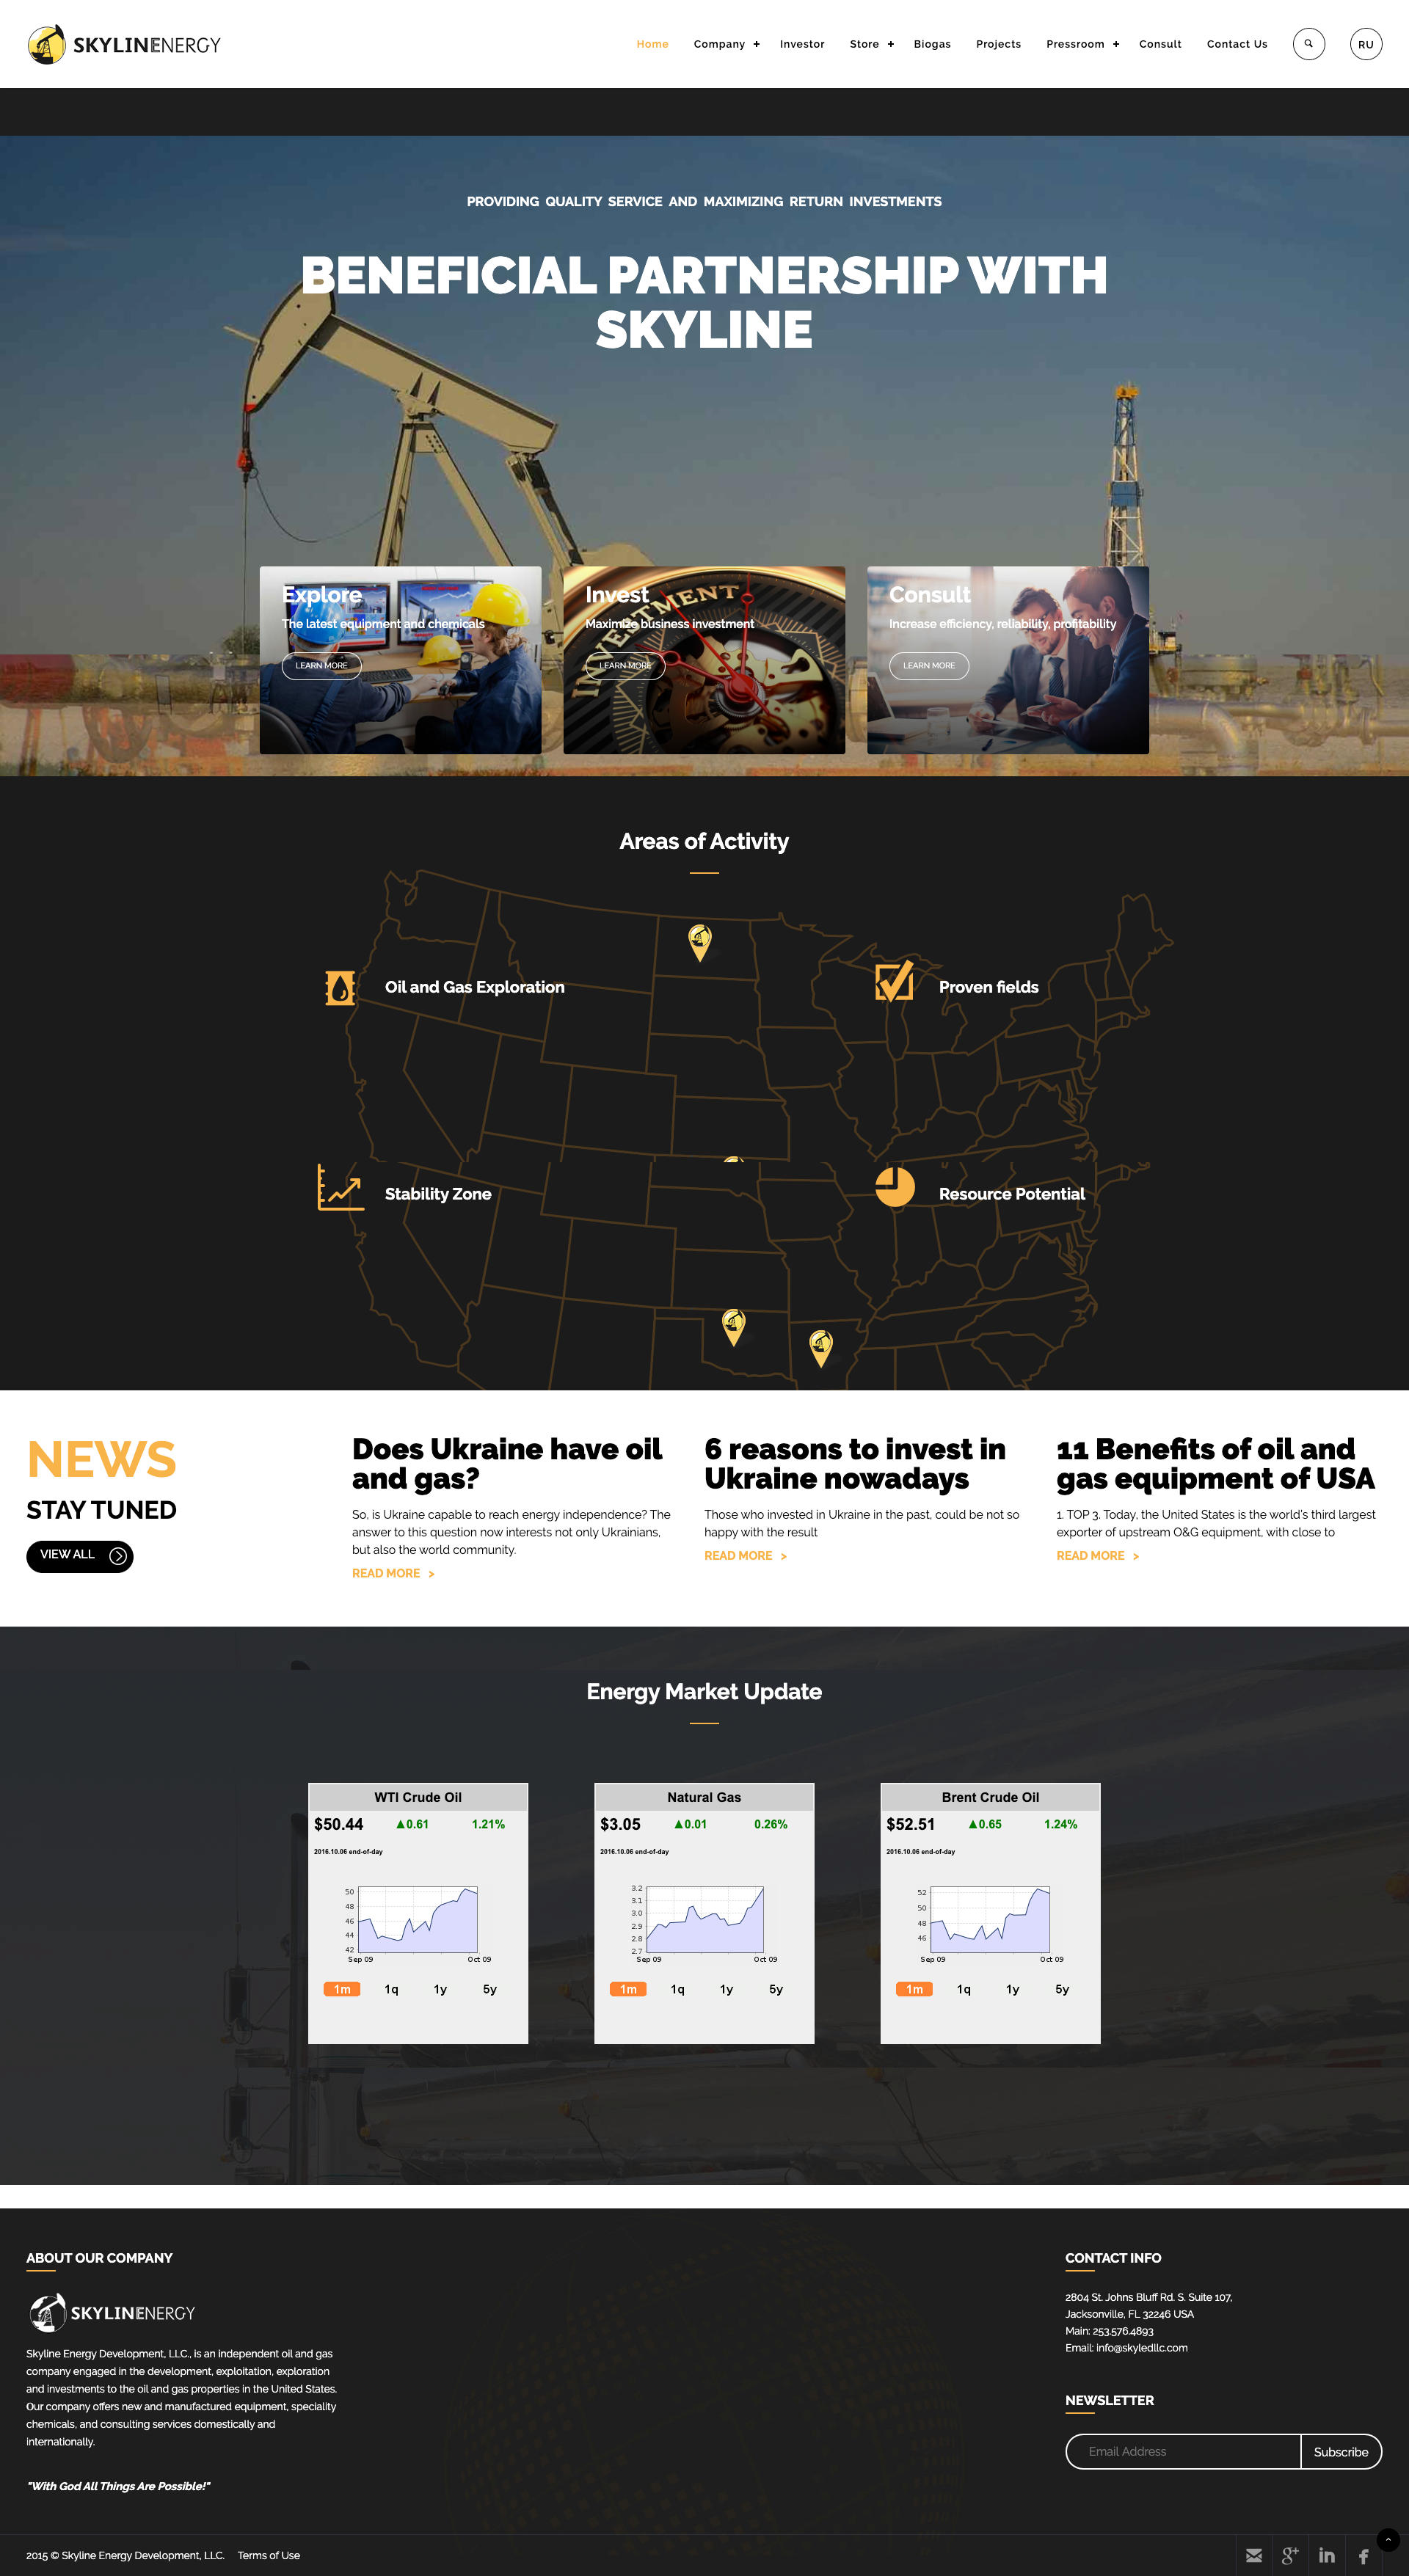 SKYLINEENERGY
Home Company + Investor Store + Biogas Projects Pressroom + Consult Contact Us RU
PROVIDING QUALITY SERVICE AND MAXIMIZING RETURN INVESTMENTS
BENEFICIAL PARTNERSHIP WITH
SKYLINE
Explore
The latest equipment and chemicals
LEARN MORE
Invest
Maximize business investment
LEARN MORE
INVESTMENT
Consult
Increase efficiency, reliability, profitability
LEARN MORE
Areas of Activity
Oil and Gas Exploration
Proven fields
Stability Zone
Resource Potential
NEWS
STAY TUNED
VIEW ALL
Does Ukraine have oil
and gas?
So, is Ukraine capable to reach energy independence? The
answer to this question now interests not only Ukrainians,
but also the world community.
READ MORE >
6 reasons to invest in
Ukraine nowadays
Those who invested in Ukraine in the past, could be not so
happy with the result
READ MORE >
11 Benefits of oil and
gas equipment of USA
1. TOP 3. Today, the United States is the world's third largest
exporter of upstream O&G equipment, with close to
READ MORE >
Energy Market Update
WTI Crude Oil
$50.44 ▲0.61 1.21%
2016.10.06 end-of-day
50
48
46
44
42
Sep 09 Oct 09
1m 1q 1y 5y
Natural Gas
$3.05 ▲0.01 0.26%
2016.10.06 end-of-day
3.2
3.1
3.0
2.9
2.8
2.7
Sep 09 Oct 09
1m 1q 1y 5y
Brent Crude Oil
$52.51 ▲0.65 1.24%
2016.10.06 end-of-day
52
50
48
46
Sep 09 Oct 09
1m 1q 1y 5y
ABOUT OUR COMPANY
SKYLINEENERGY
Skyline Energy Development, LLC., is an independent oil and gas
company engaged in the development, exploitation, exploration
and investments to the oil and gas properties in the United States.
Our company offers new and manufactured equipment, speciality
chemicals, and consulting services domestically and
internationally.
"With God All Things Are Possible!"
CONTACT INFO
2804 St. Johns Bluff Rd. S. Suite 107,
Jacksonville, FL 32246 USA
Main: 253.576.4893
Email: info@skyledllc.com
NEWSLETTER
Email Address Subscribe
2015 © Skyline Energy Development, LLC. Terms of Use
g+ in f